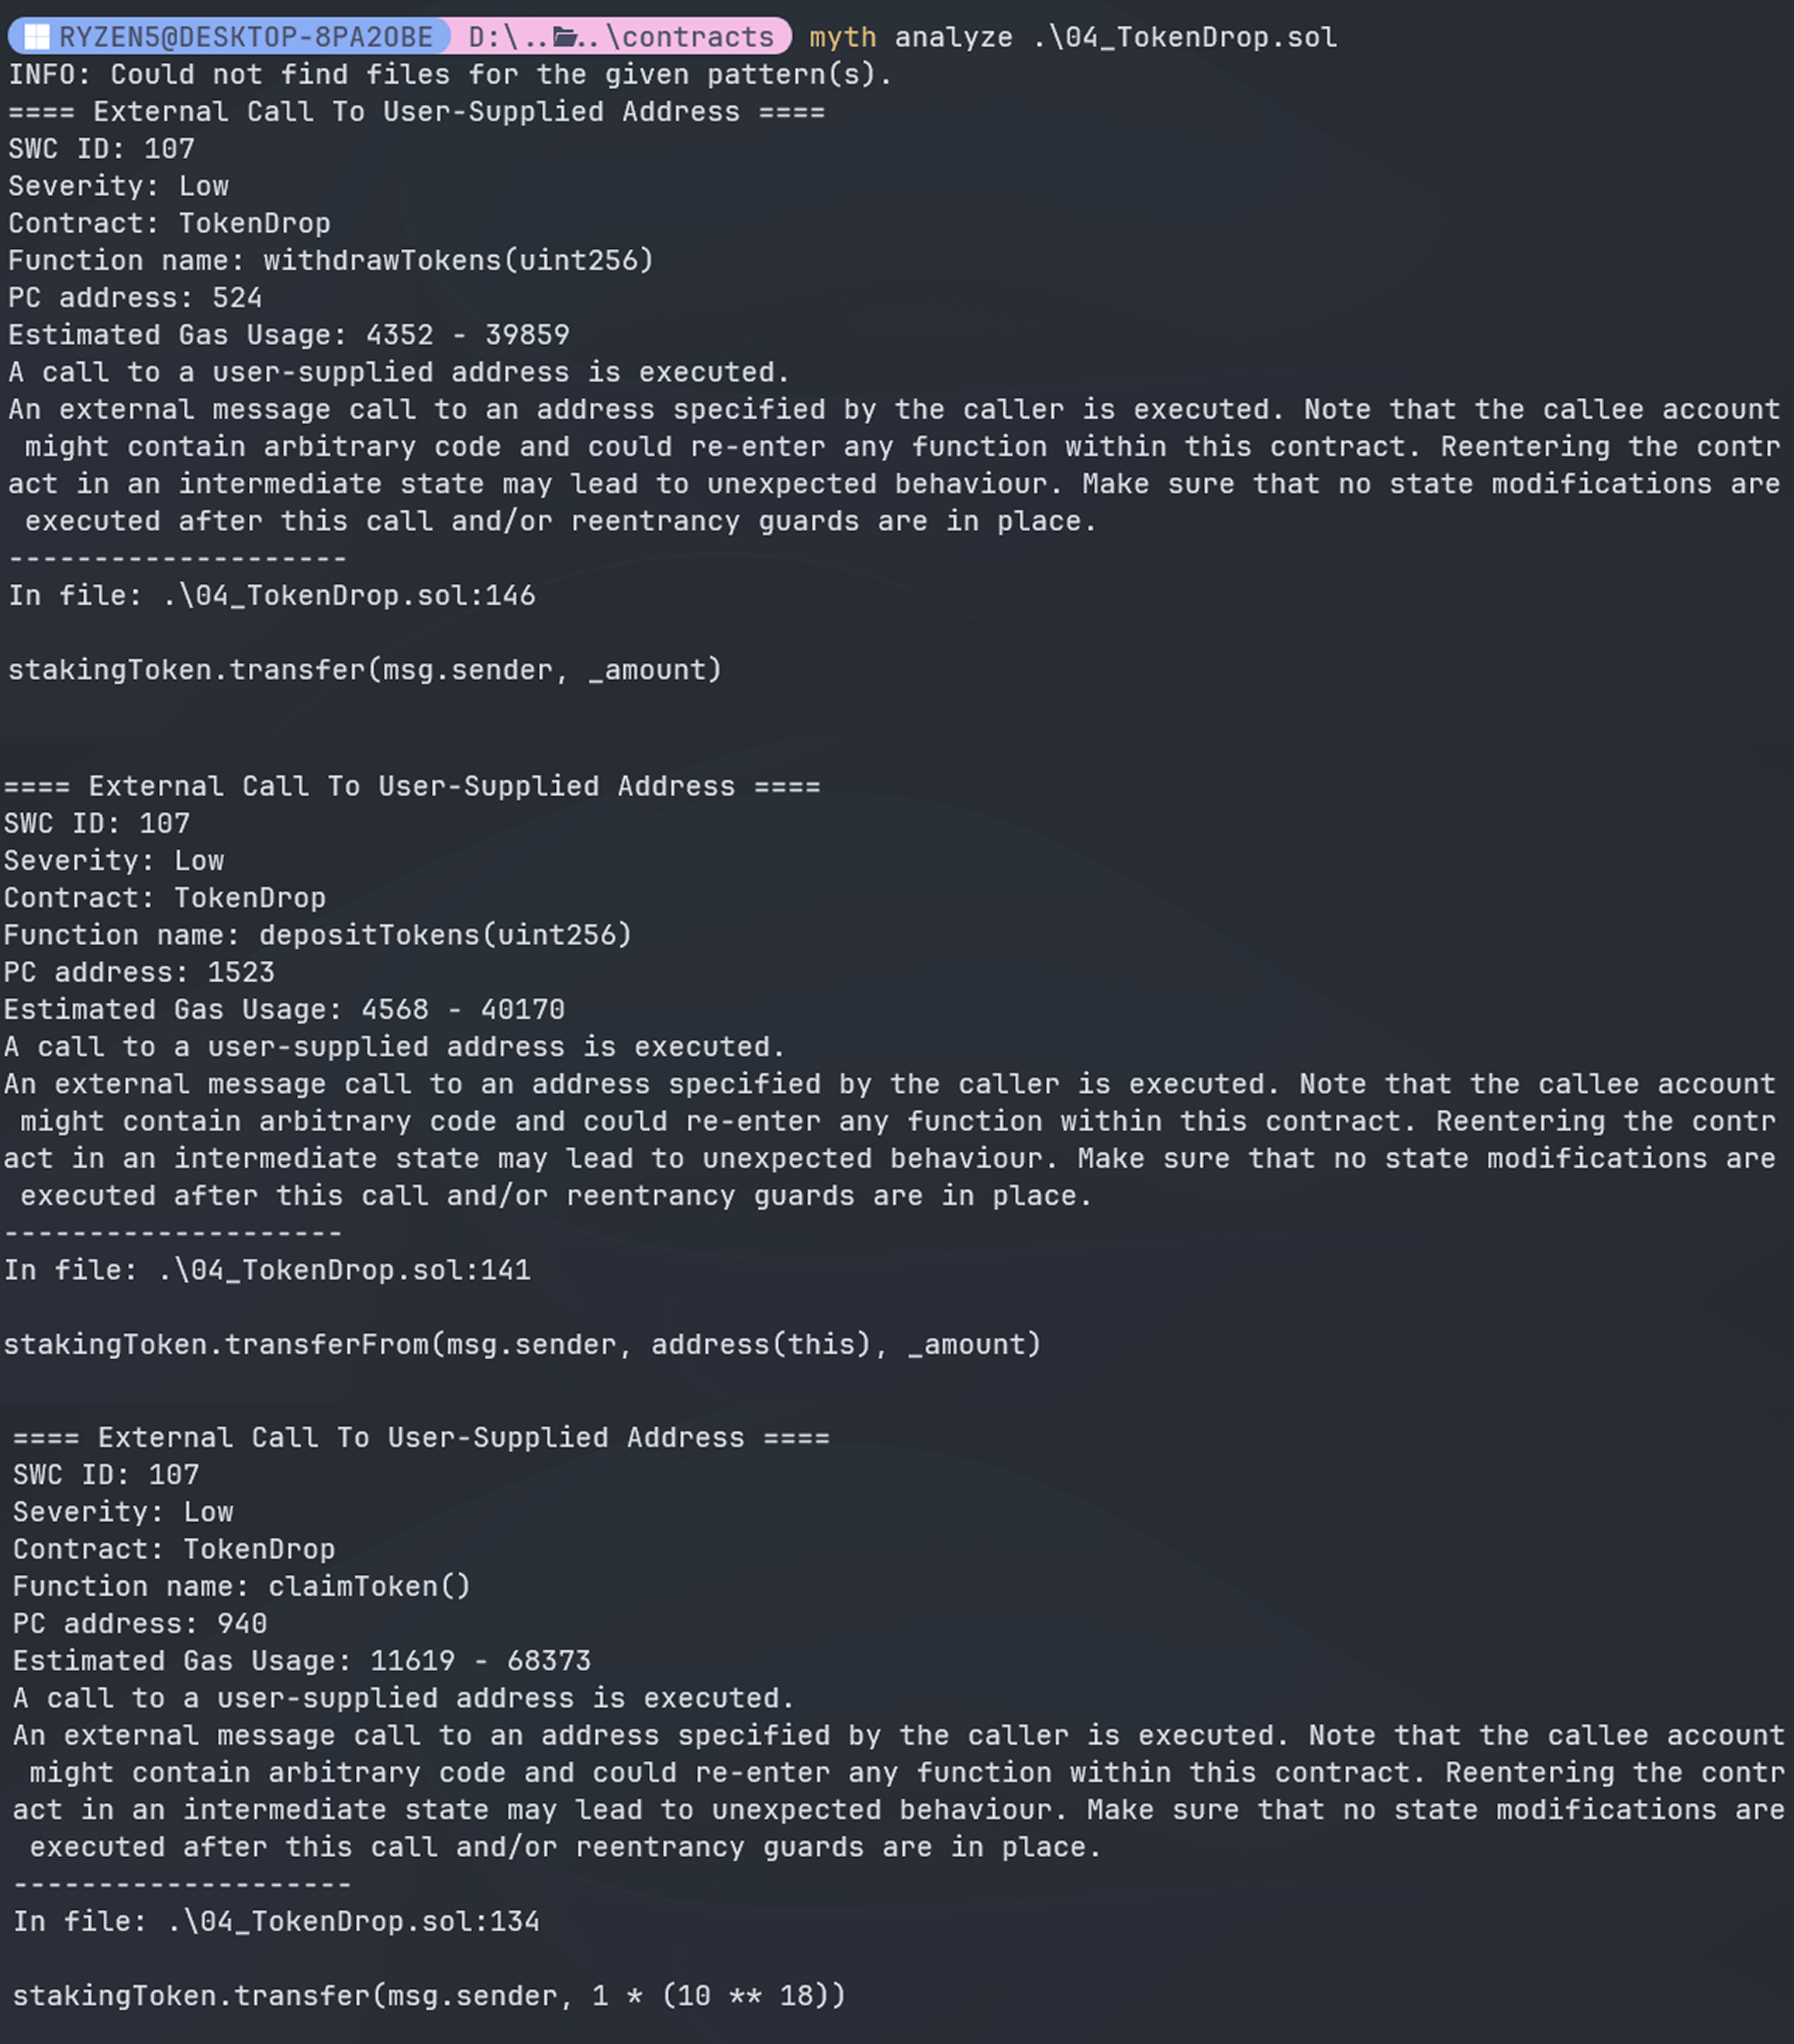 RYZEN5@DESKTOP-8PA2OBE D:\..📂..\contracts myth analyze .\04_TokenDrop.sol
INFO: Could not find files for the given pattern(s).
==== External Call To User-Supplied Address ====
SWC ID: 107
Severity: Low
Contract: TokenDrop
Function name: withdrawTokens(uint256)
PC address: 524
Estimated Gas Usage: 4352 - 39859
A call to a user-supplied address is executed.
An external message call to an address specified by the caller is executed. Note that the callee account
 might contain arbitrary code and could re-enter any function within this contract. Reentering the contr
act in an intermediate state may lead to unexpected behaviour. Make sure that no state modifications are
 executed after this call and/or reentrancy guards are in place.
--------------------
In file: .\04_TokenDrop.sol:146
stakingToken.transfer(msg.sender, _amount)
==== External Call To User-Supplied Address ====
SWC ID: 107
Severity: Low
Contract: TokenDrop
Function name: depositTokens(uint256)
PC address: 1523
Estimated Gas Usage: 4568 - 40170
A call to a user-supplied address is executed.
An external message call to an address specified by the caller is executed. Note that the callee account
 might contain arbitrary code and could re-enter any function within this contract. Reentering the contr
act in an intermediate state may lead to unexpected behaviour. Make sure that no state modifications are
 executed after this call and/or reentrancy guards are in place.
--------------------
In file: .\04_TokenDrop.sol:141
stakingToken.transferFrom(msg.sender, address(this), _amount)
==== External Call To User-Supplied Address ====
SWC ID: 107
Severity: Low
Contract: TokenDrop
Function name: claimToken()
PC address: 940
Estimated Gas Usage: 11619 - 68373
A call to a user-supplied address is executed.
An external message call to an address specified by the caller is executed. Note that the callee account
 might contain arbitrary code and could re-enter any function within this contract. Reentering the contr
act in an intermediate state may lead to unexpected behaviour. Make sure that no state modifications are
 executed after this call and/or reentrancy guards are in place.
--------------------
In file: .\04_TokenDrop.sol:134
stakingToken.transfer(msg.sender, 1 * (10 ** 18))